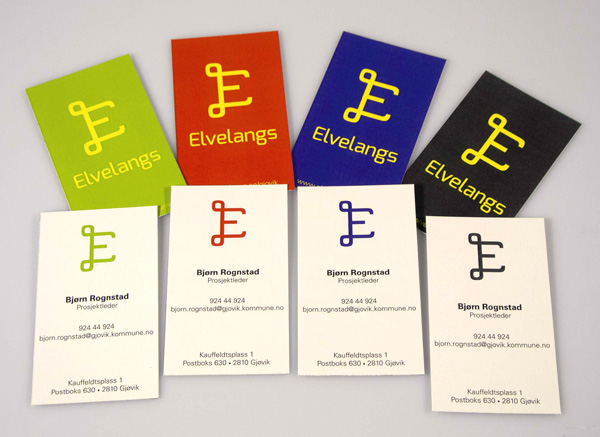 E
Elvelangs
E
Elvelangs
E
Elvelangs
E
Elvelangs
E
Bjørn Rognstad
Prosjektleder
924 44 924
bjorn.rognstad@gjovik.kommune.no
Kauffeldtsplass 1
Postboks 630 • 2810 Gjøvik
E
Bjørn Rognstad
Prosjektleder
924 44 924
bjorn.rognstad@gjovik.kommune.no
Kauffeldtsplass 1
Postboks 630 • 2810 Gjøvik
E
Bjørn Rognstad
Prosjektleder
924 44 924
bjorn.rognstad@gjovik.kommune.no
Kauffeldtsplass 1
Postboks 630 • 2810 Gjøvik
E
Bjørn Rognstad
Prosjektleder
924 44 924
bjorn.rognstad@gjovik.kommune.no
Kauffeldtsplass 1
Postboks 630 • 2810 Gjøvik